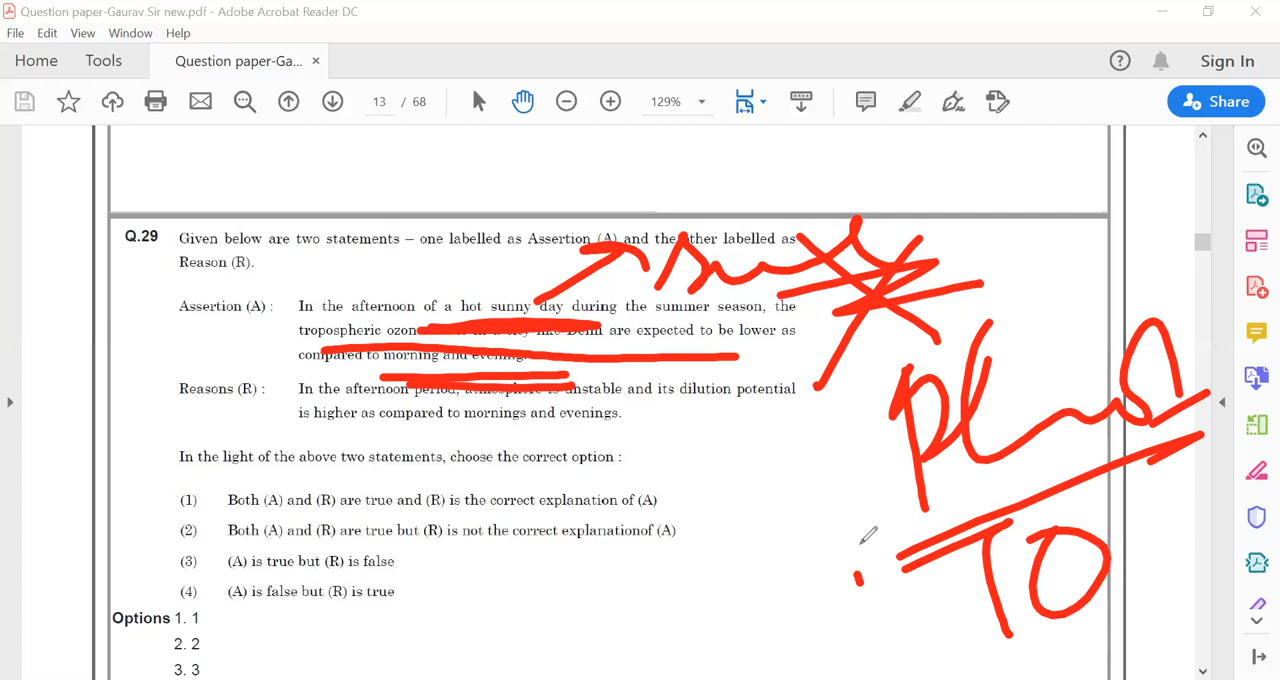 Question paper-Gaurav Sir new.pdf - Adobe Acrobat Reader DC
File Edit View Window Help
Home Tools Question paper-Ga... × Sign In
13 / 68 129% Share
Q.29 Given below are two statements – one labelled as Assertion (A) and the other labelled as
Reason (R).
Assertion (A) : In the afternoon of a hot sunny day during the summer season, the
tropospheric ozon are expected to be lower as
compared to morning and evening.
Reasons (R) : In the afternoon period, atmosphere is unstable and its dilution potential
is higher as compared to mornings and evenings.
In the light of the above two statements, choose the correct option :
(1) Both (A) and (R) are true and (R) is the correct explanation of (A)
(2) Both (A) and (R) are true but (R) is not the correct explanationof (A)
(3) (A) is true but (R) is false
(4) (A) is false but (R) is true
Options 1. 1
2. 2
3. 3
plus
10